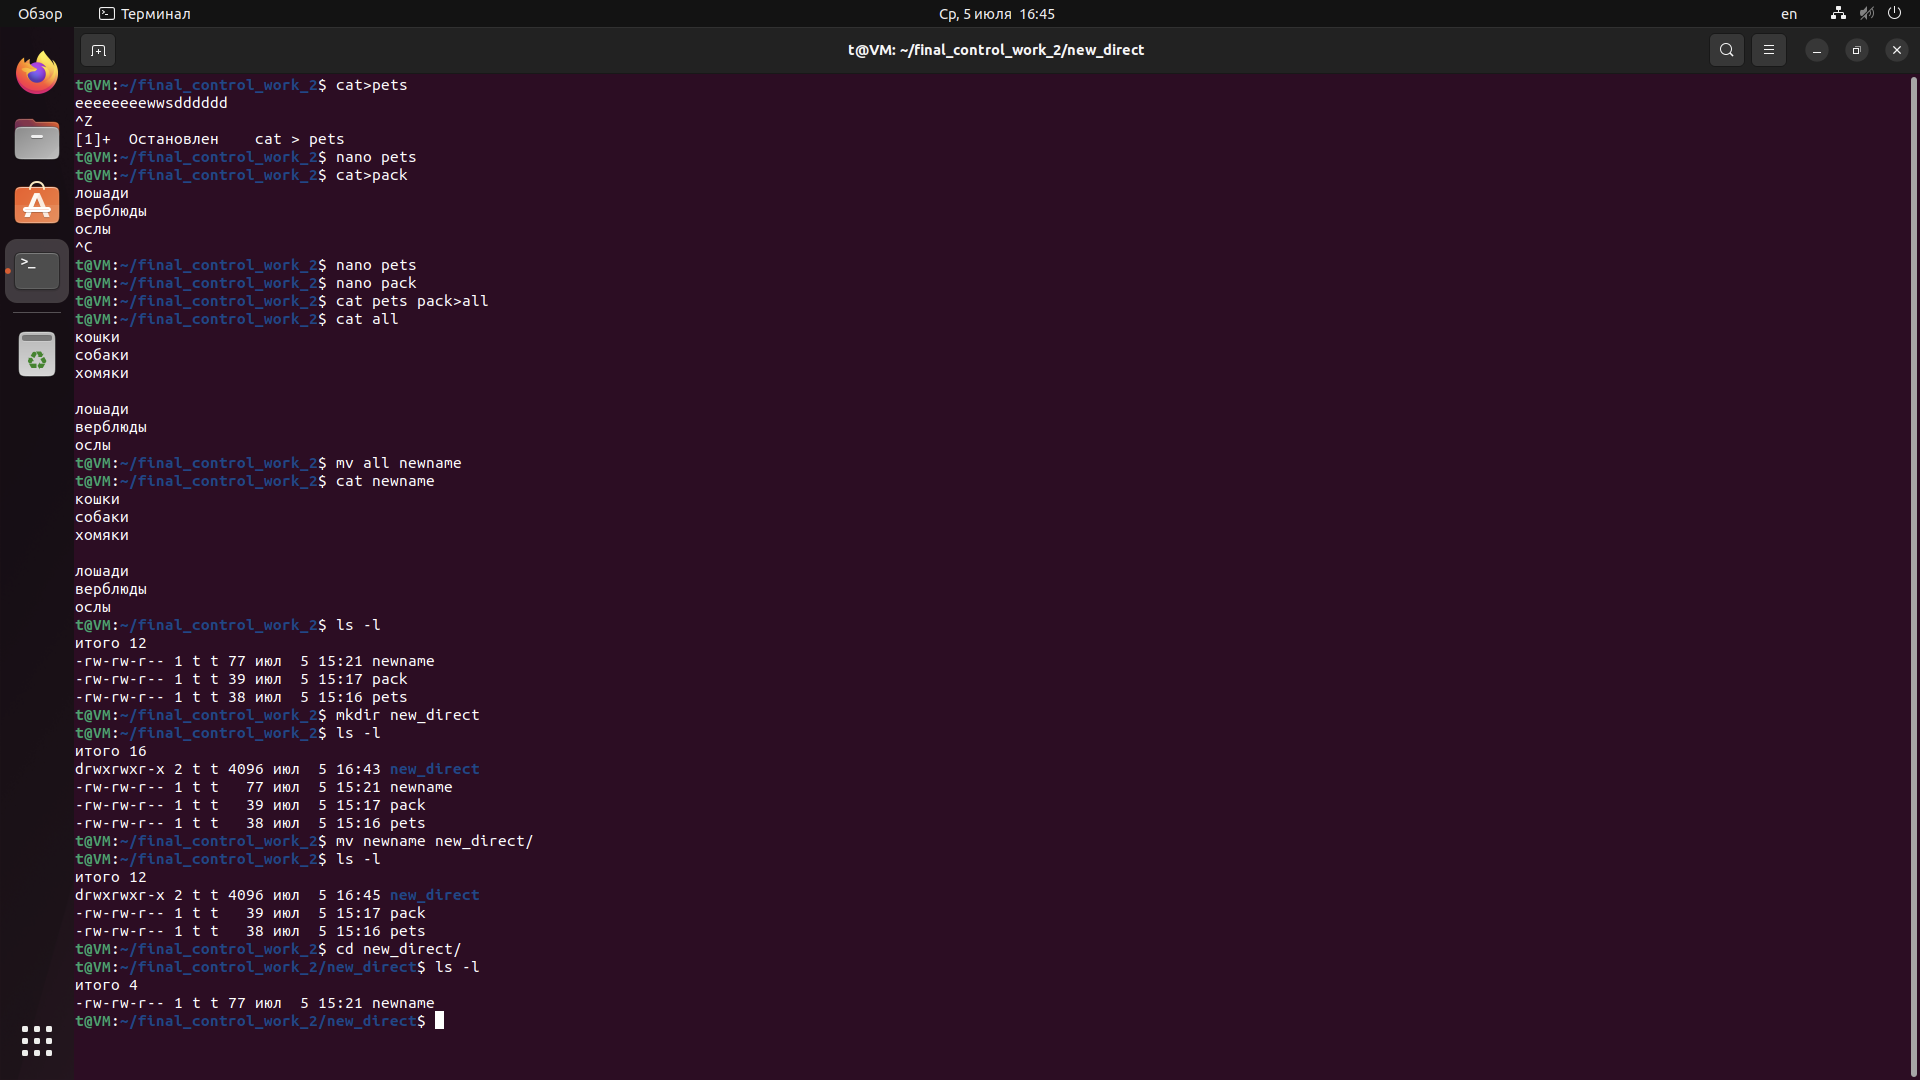 Обзор Терминал Ср, 5 июля 16:45 en
t@VM: ~/final_control_work_2/new_direct
t@VM:~/final_control_work_2$ cat>pets
eeeeeeeewwsdddddd
^Z
[1]+  Остановлен    cat > pets
t@VM:~/final_control_work_2$ nano pets
t@VM:~/final_control_work_2$ cat>pack
лошади
верблюды
ослы
^C
t@VM:~/final_control_work_2$ nano pets
t@VM:~/final_control_work_2$ nano pack
t@VM:~/final_control_work_2$ cat pets pack>all
t@VM:~/final_control_work_2$ cat all
кошки
собаки
хомяки

лошади
верблюды
ослы
t@VM:~/final_control_work_2$ mv all newname
t@VM:~/final_control_work_2$ cat newname
кошки
собаки
хомяки

лошади
верблюды
ослы
t@VM:~/final_control_work_2$ ls -l
итого 12
-rw-rw-r-- 1 t t 77 июл  5 15:21 newname
-rw-rw-r-- 1 t t 39 июл  5 15:17 pack
-rw-rw-r-- 1 t t 38 июл  5 15:16 pets
t@VM:~/final_control_work_2$ mkdir new_direct
t@VM:~/final_control_work_2$ ls -l
итого 16
drwxrwxr-x 2 t t 4096 июл  5 16:43 new_direct
-rw-rw-r-- 1 t t   77 июл  5 15:21 newname
-rw-rw-r-- 1 t t   39 июл  5 15:17 pack
-rw-rw-r-- 1 t t   38 июл  5 15:16 pets
t@VM:~/final_control_work_2$ mv newname new_direct/
t@VM:~/final_control_work_2$ ls -l
итого 12
drwxrwxr-x 2 t t 4096 июл  5 16:45 new_direct
-rw-rw-r-- 1 t t   39 июл  5 15:17 pack
-rw-rw-r-- 1 t t   38 июл  5 15:16 pets
t@VM:~/final_control_work_2$ cd new_direct/
t@VM:~/final_control_work_2/new_direct$ ls -l
итого 4
-rw-rw-r-- 1 t t 77 июл  5 15:21 newname
t@VM:~/final_control_work_2/new_direct$